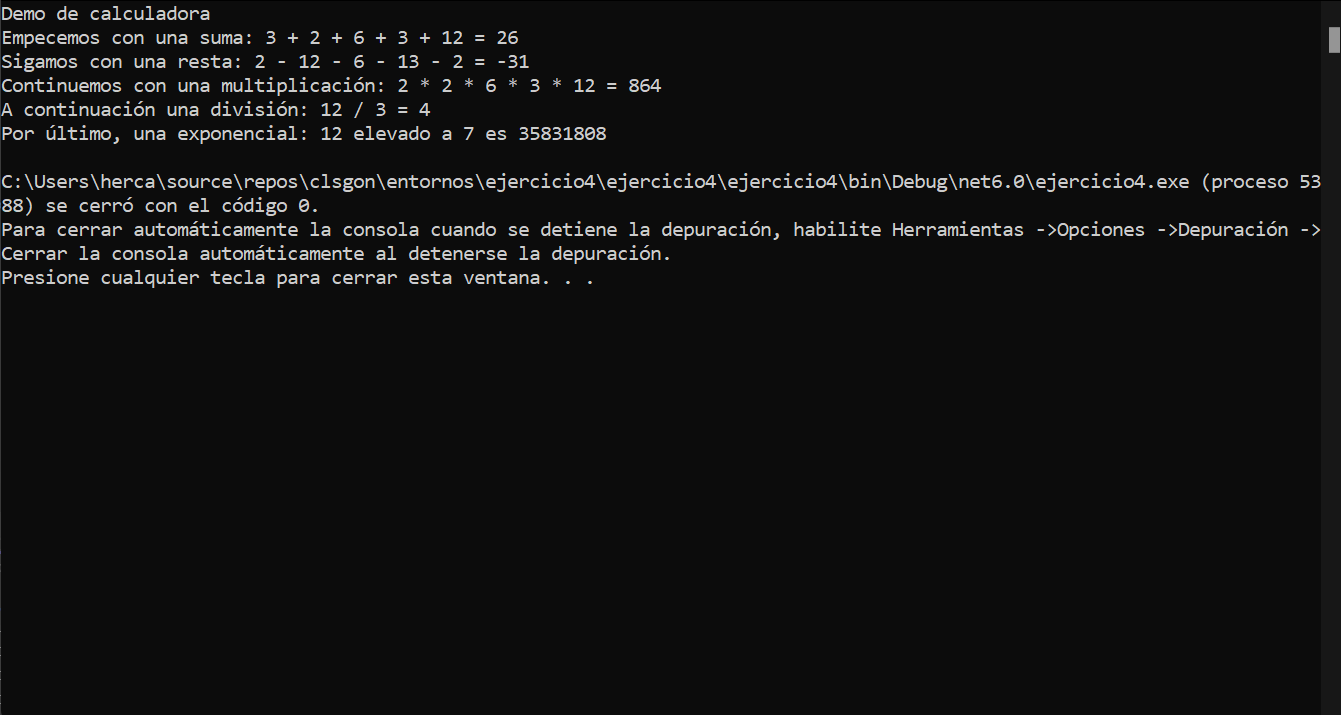 Demo de calculadora
Empecemos con una suma: 3 + 2 + 6 + 3 + 12 = 26
Sigamos con una resta: 2 - 12 - 6 - 13 - 2 = -31
Continuemos con una multiplicación: 2 * 2 * 6 * 3 * 12 = 864
A continuación una división: 12 / 3 = 4
Por último, una exponencial: 12 elevado a 7 es 35831808

C:\Users\herca\source\repos\clsgon\entornos\ejercicio4\ejercicio4\ejercicio4\bin\Debug\net6.0\ejercicio4.exe (proceso 53
88) se cerró con el código 0.
Para cerrar automáticamente la consola cuando se detiene la depuración, habilite Herramientas ->Opciones ->Depuración ->
Cerrar la consola automáticamente al detenerse la depuración.
Presione cualquier tecla para cerrar esta ventana. . .